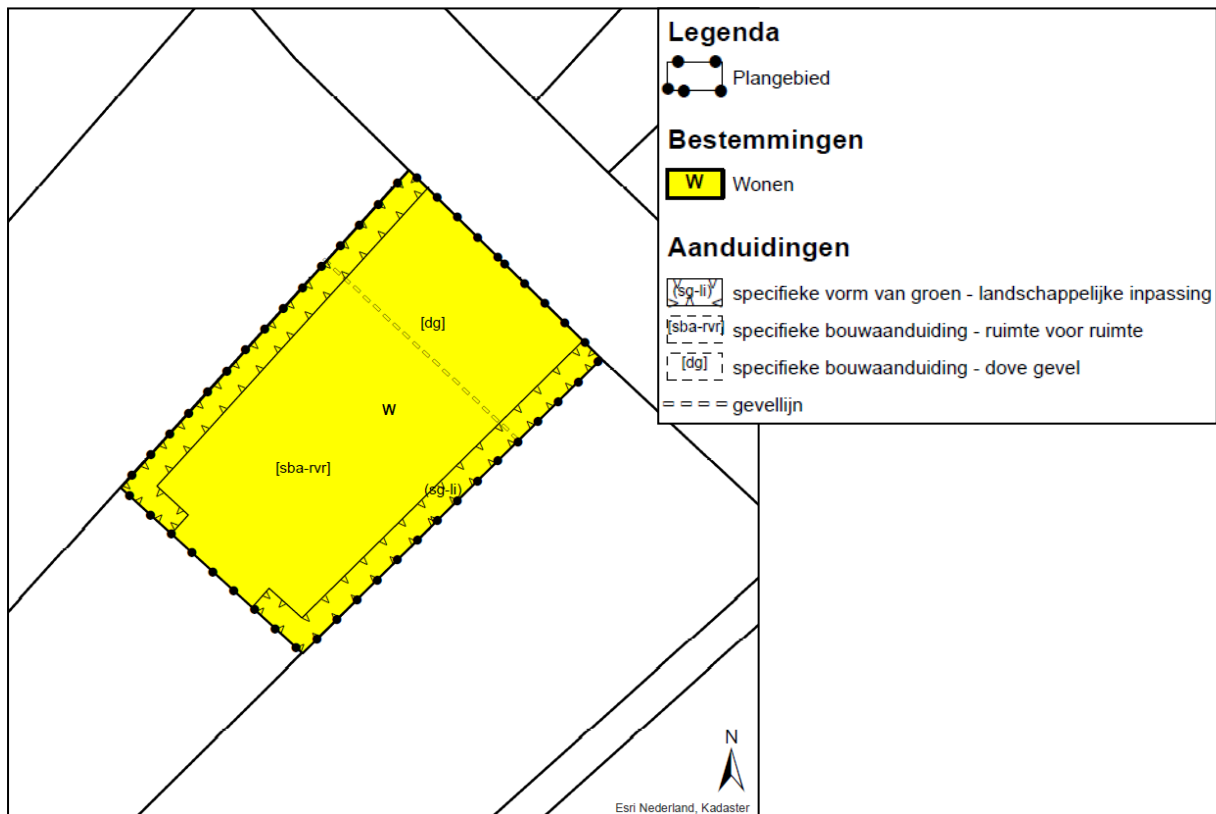 Legenda
Plangebied
Bestemmingen
W Wonen
Aanduidingen
(sg-li) specifieke vorm van groen - landschappelijke inpassing
[sba-rvr] specifieke bouwaanduiding - ruimte voor ruimte
[dg] specifieke bouwaanduiding - dove gevel
gevellijn
[dg]
W
[sba-rvr]
(sg-li)
N
Esri Nederland, Kadaster